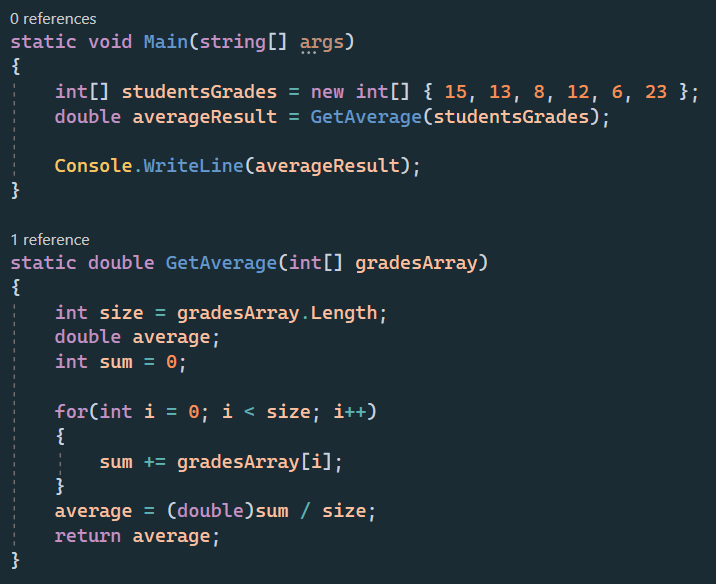 0 references
static void Main(string[] args)
{
    int[] studentsGrades = new int[] { 15, 13, 8, 12, 6, 23 };
    double averageResult = GetAverage(studentsGrades);

    Console.WriteLine(averageResult);
}

1 reference
static double GetAverage(int[] gradesArray)
{
    int size = gradesArray.Length;
    double average;
    int sum = 0;

    for(int i = 0; i < size; i++)
    {
        sum += gradesArray[i];
    }
    average = (double)sum / size;
    return average;
}